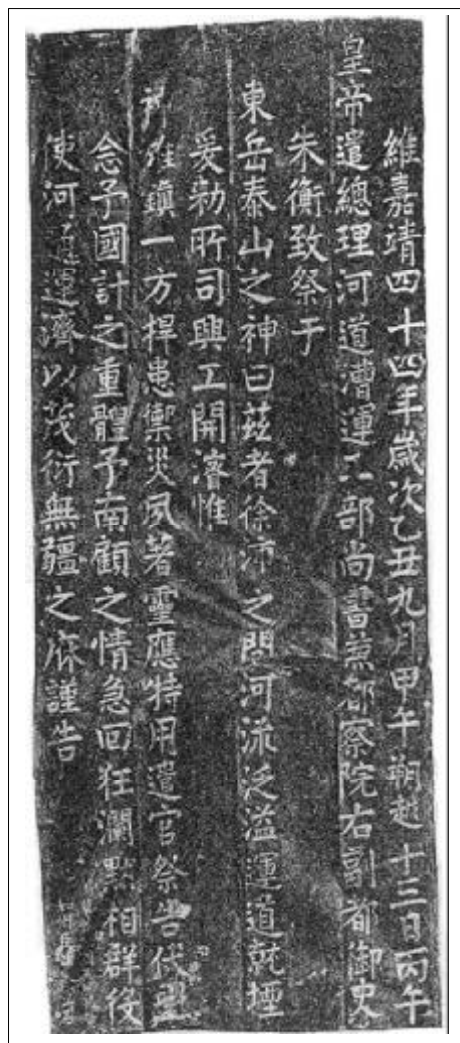 維嘉靖四十四年歲次乙丑九月甲午朔越十三日丙午
皇帝遣總理河道漕運工部尚書兼都察院右副都御史
朱衡致祭于
東岳泰山之神曰茲者徐沛之間河流泛溢運道就堙
爰勑所司興工開濬惟
神雄鎮一方捍患禦災夙著靈應特用遣官祭告代望
念予國計之重體予南顧之情急回狂瀾默相群役
使河運濟以茂衍無疆之庥謹告